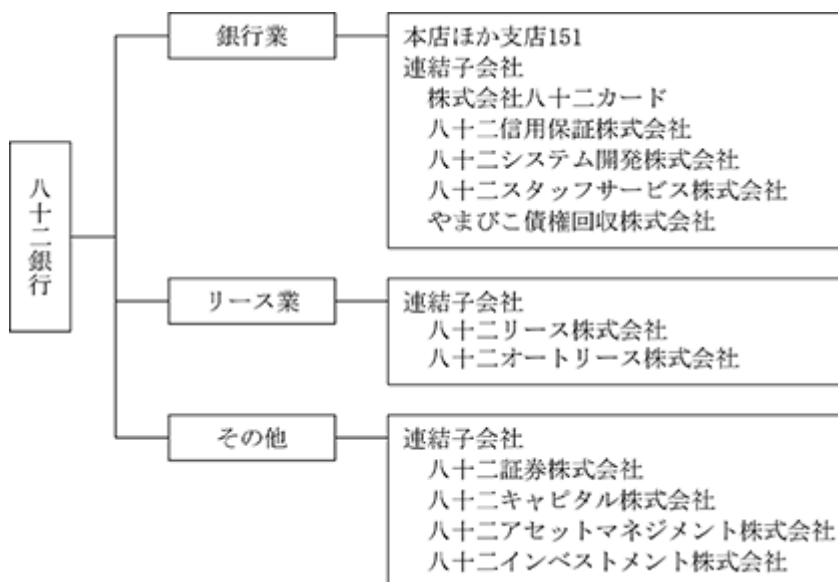 八十二銀行
銀行業
本店ほか支店151
連結子会社
株式会社八十二カード
八十二信用保証株式会社
八十二システム開発株式会社
八十二スタッフサービス株式会社
やまびこ債権回収株式会社
リース業
連結子会社
八十二リース株式会社
八十二オートリース株式会社
その他
連結子会社
八十二証券株式会社
八十二キャピタル株式会社
八十二アセットマネジメント株式会社
八十二インベストメント株式会社